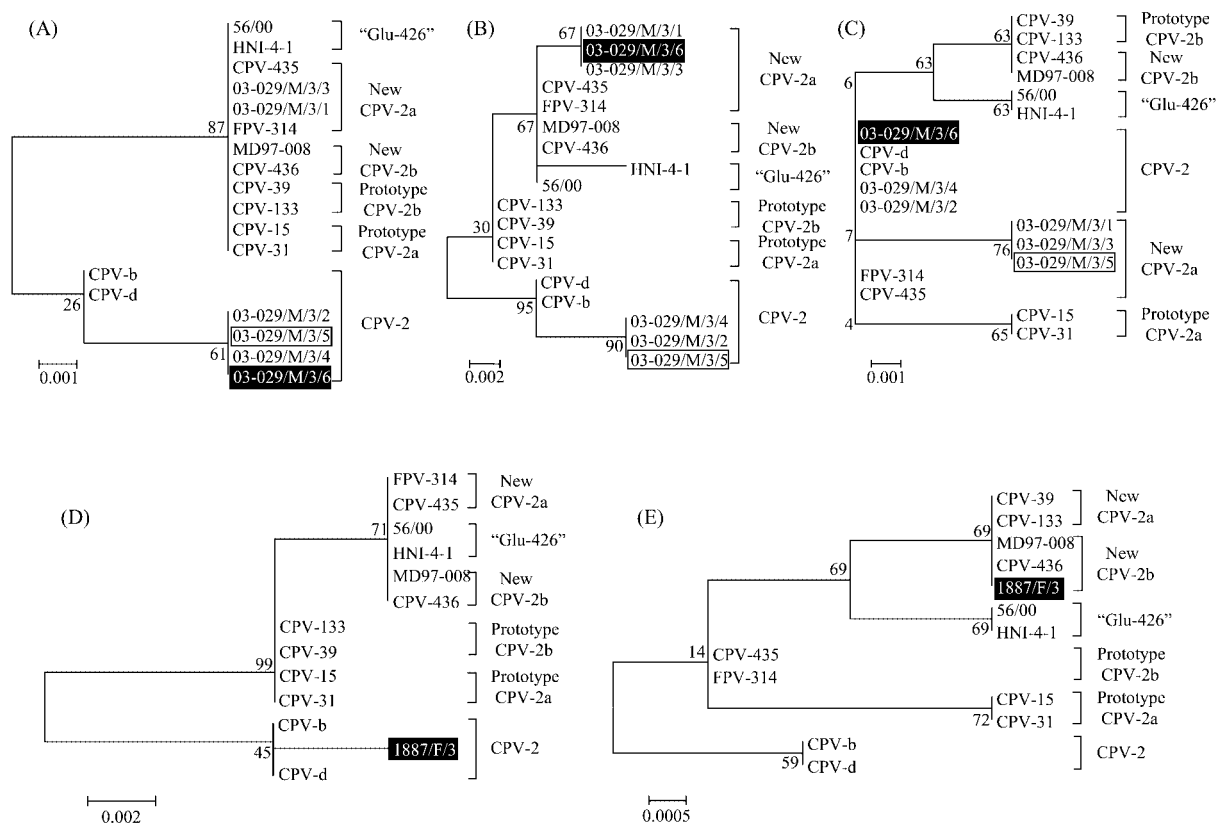 (A)
56/00
HNI-4-1
CPV-435
03-029/M/3/3
03-029/M/3/1
FPV-314
MD97-008
CPV-436
CPV-39
CPV-133
CPV-15
CPV-31
CPV-b
CPV-d
03-029/M/3/2
03-029/M/3/5
03-029/M/3/4
03-029/M/3/6
87
26
61
“Glu-426”
New
CPV-2a
New
CPV-2b
Prototype
CPV-2b
Prototype
CPV-2a
CPV-2
0.001
(B)
67
03-029/M/3/1
03-029/M/3/6
03-029/M/3/3
CPV-435
FPV-314
67
MD97-008
CPV-436
HNI-4-1
56/00
CPV-133
30
CPV-39
CPV-15
CPV-31
CPV-d
95
CPV-b
03-029/M/3/4
03-029/M/3/2
90
03-029/M/3/5
New
CPV-2a
New
CPV-2b
“Glu-426”
Prototype
CPV-2b
Prototype
CPV-2a
CPV-2
0.002
(C)
CPV-39
63
CPV-133
CPV-436
MD97-008
63
56/00
63
HNI-4-1
6
03-029/M/3/6
CPV-d
CPV-b
03-029/M/3/4
03-029/M/3/2
7
03-029/M/3/1
03-029/M/3/3
76
03-029/M/3/5
FPV-314
CPV-435
4
CPV-15
65
CPV-31
Prototype
CPV-2b
New
CPV-2b
“Glu-426”
CPV-2
New
CPV-2a
Prototype
CPV-2a
0.001
(D)
FPV-314
CPV-435
71
56/00
HNI-4-1
MD97-008
CPV-436
CPV-133
CPV-39
99
CPV-15
CPV-31
CPV-b
45
1887/F/3
CPV-d
New
CPV-2a
“Glu-426”
New
CPV-2b
Prototype
CPV-2b
Prototype
CPV-2a
CPV-2
0.002
(E)
CPV-39
CPV-133
69
MD97-008
CPV-436
1887/F/3
69
56/00
69
HNI-4-1
14
CPV-435
FPV-314
CPV-15
72
CPV-31
CPV-b
59
CPV-d
New
CPV-2a
New
CPV-2b
“Glu-426”
Prototype
CPV-2b
Prototype
CPV-2a
CPV-2
0.0005